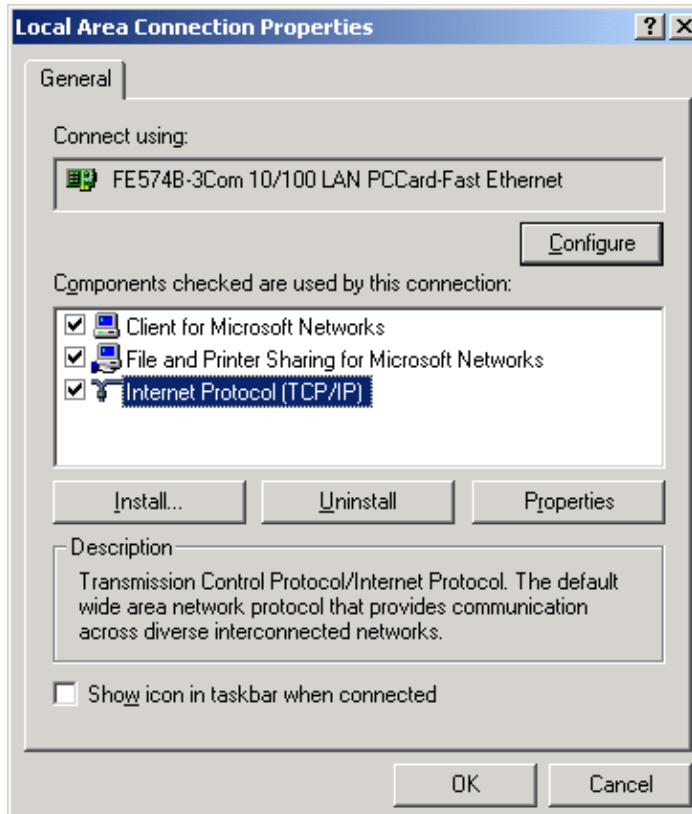 Local Area Connection Properties
General
Connect using:
FE574B-3Com 10/100 LAN PCCard-Fast Ethernet
Configure
Components checked are used by this connection:
Client for Microsoft Networks
File and Printer Sharing for Microsoft Networks
Internet Protocol (TCP/IP)
Install... Uninstall Properties
Description
Transmission Control Protocol/Internet Protocol. The default
wide area network protocol that provides communication
across diverse interconnected networks.
Show icon in taskbar when connected
OK Cancel